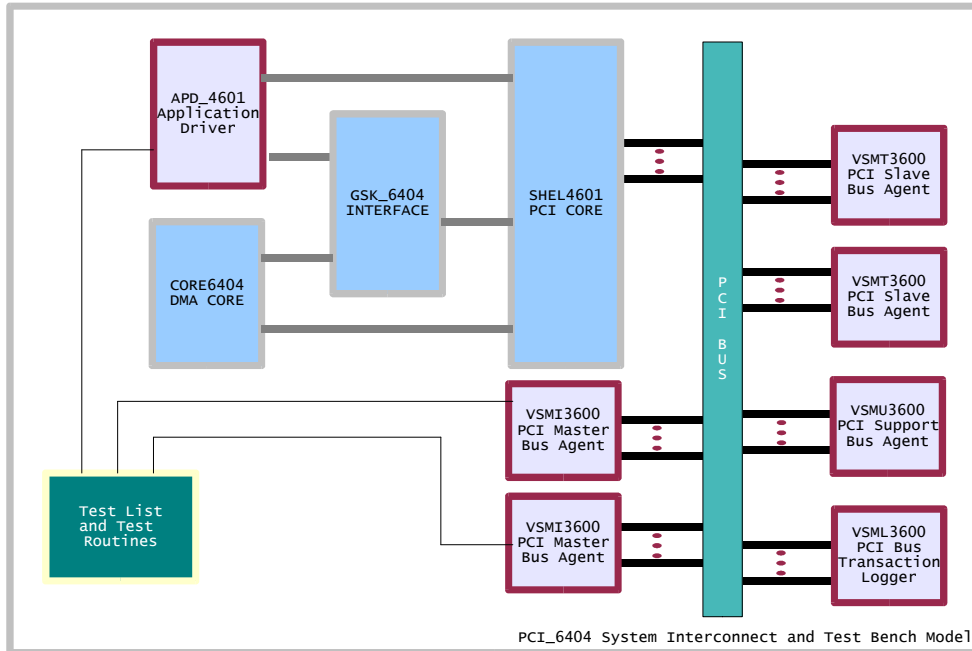 APD_4601
Application
Driver
GSK_6404
INTERFACE
SHEL4601
PCI CORE
CORE6404
DMA CORE
PCI BUS
VSMT3600
PCI Slave
Bus Agent
VSMT3600
PCI Slave
Bus Agent
VSMI3600
PCI Master
Bus Agent
VSMU3600
PCI Support
Bus Agent
Test List
and Test
Routines
VSMI3600
PCI Master
Bus Agent
VSML3600
PCI Bus
Transaction
Logger
PCI_6404 System Interconnect and Test Bench Model